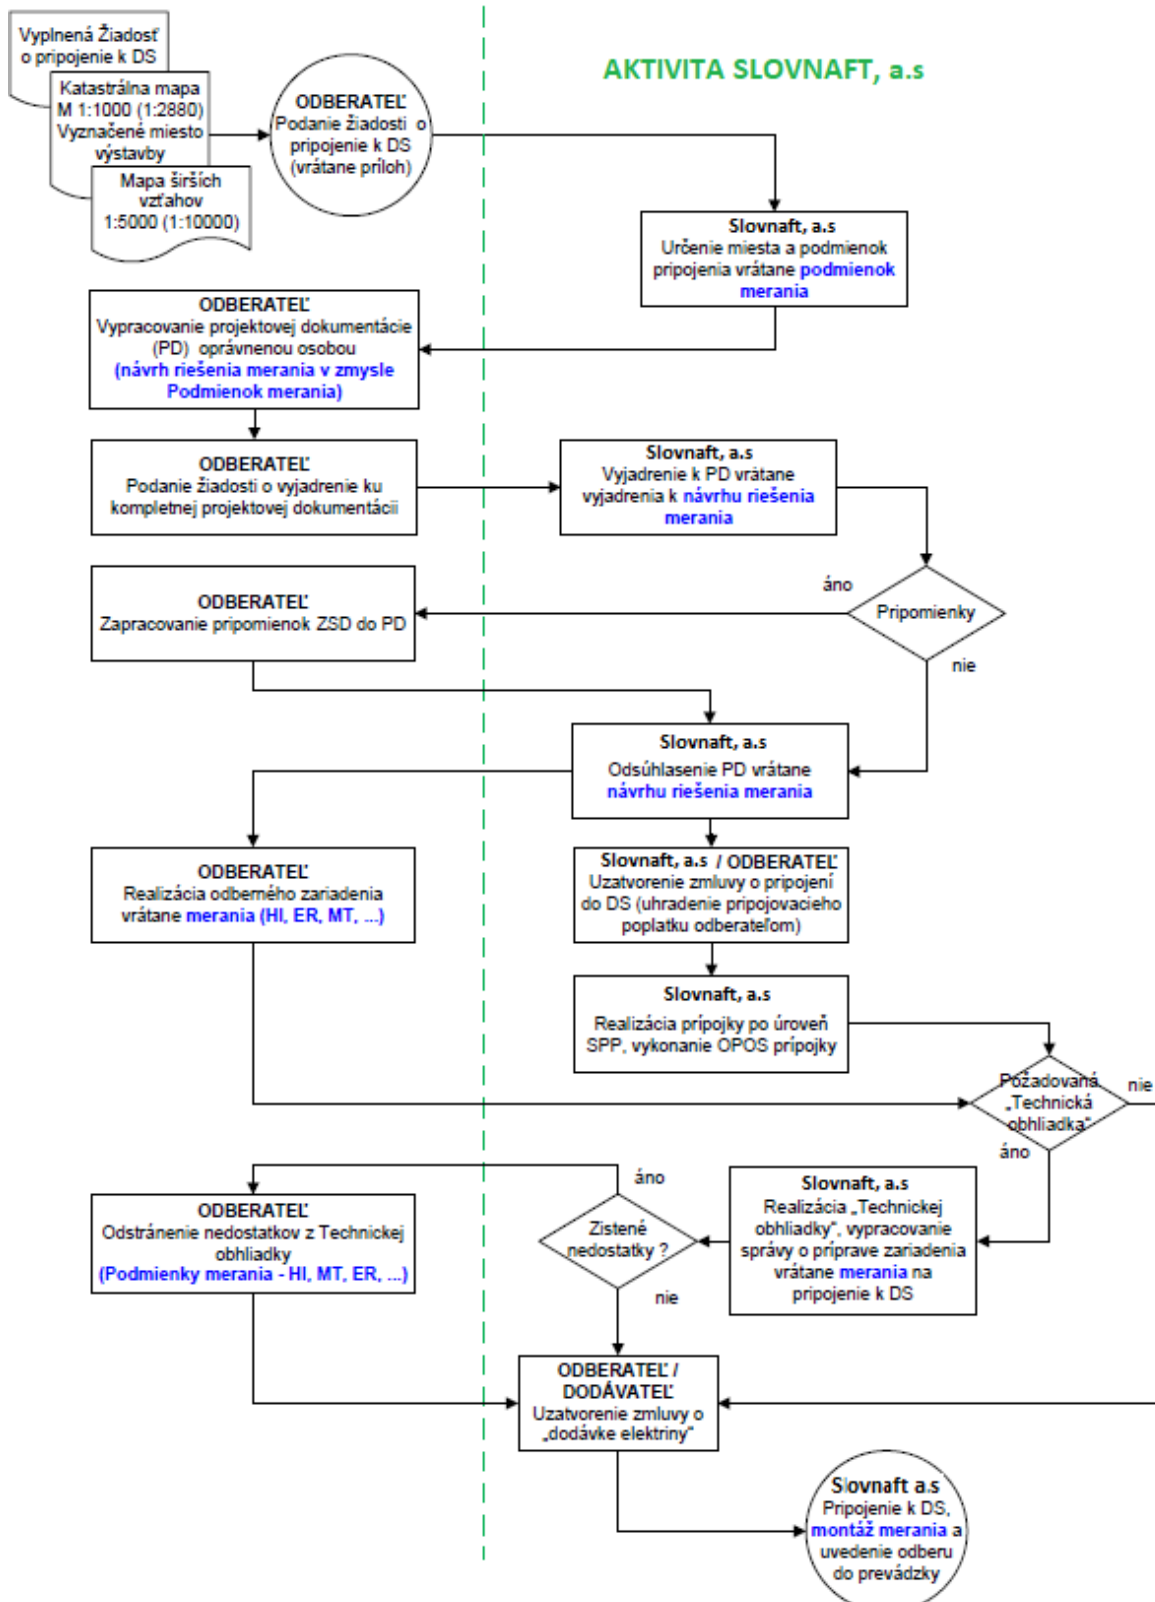 Vyplnená Žiadosť
o pripojenie k DS
Katastrálna mapa
M 1:1000 (1:2880)
Vyznačené miesto
výstavby
Mapa širších
vzťahov
1:5000 (1:10000)
ODBERATEĽ
Podanie žiadosti o
pripojenie k DS
(vrátane príloh)
AKTIVITA SLOVNAFT, a.s
Slovnaft, a.s
Určenie miesta a podmienok
pripojenia vrátane podmienok
merania
ODBERATEĽ
Vypracovanie projektovej dokumentácie
(PD) oprávnenou osobou
(návrh riešenia merania v zmysle
Podmienok merania)
ODBERATEĽ
Podanie žiadosti o vyjadrenie ku
kompletnej projektovej dokumentácii
Slovnaft, a.s
Vyjadrenie k PD vrátane
vyjadrenia k návrhu riešenia
merania
áno
Pripomienky
nie
ODBERATEĽ
Zapracovanie pripomienok ZSD do PD
Slovnaft, a.s
Odsúhlasenie PD vrátane
návrhu riešenia merania
ODBERATEĽ
Realizácia odberného zariadenia
vrátane merania (HI, ER, MT, ...)
Slovnaft, a.s / ODBERATEĽ
Uzatvorenie zmluvy o pripojení
do DS (uhradenie pripojovacieho
poplatku odberateľom)
Slovnaft, a.s
Realizácia prípojky po úroveň
SPP, vykonanie OPOS prípojky
Požadovaná
„Technická
obhliadka“
nie
áno
Slovnaft, a.s
Realizácia „Technickej
obhliadky“, vypracovanie
správy o príprave zariadenia
vrátane merania na
pripojenie k DS
Zistené
nedostatky ?
áno
nie
ODBERATEĽ
Odstránenie nedostatkov z Technickej
obhliadky
(Podmienky merania - HI, MT, ER, ...)
ODBERATEĽ /
DODÁVATEĽ
Uzatvorenie zmluvy o
„dodávke elektriny“
Slovnaft a.s
Pripojenie k DS,
montáž merania a
uvedenie odberu
do prevádzky